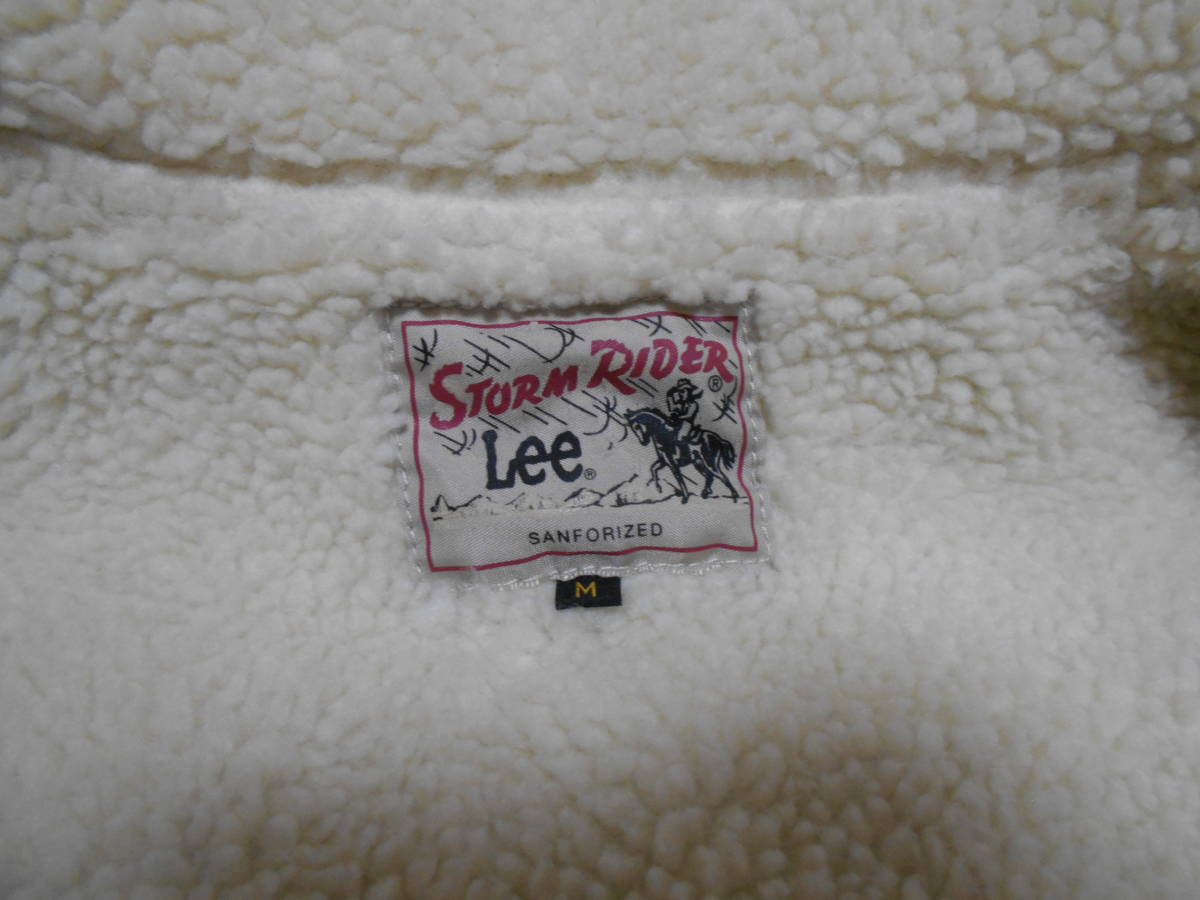 STORM RIDER ®
Lee ®
SANFORIZED
M